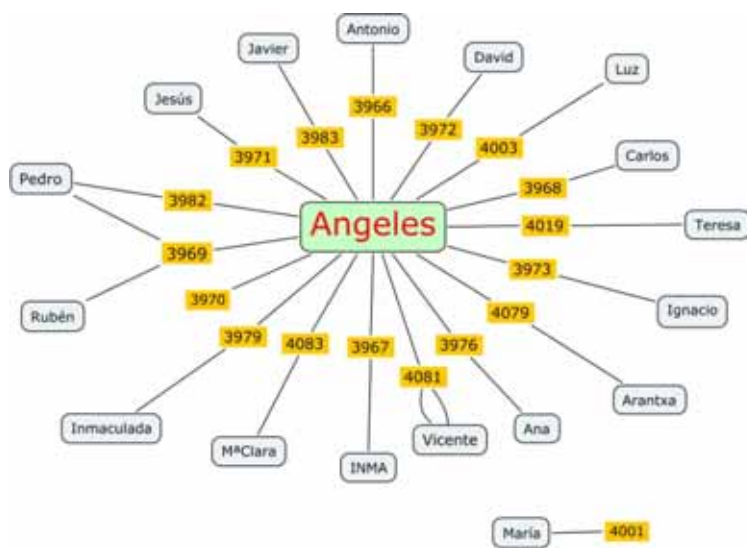 Antonio
Javier
David
Luz
Jesús
3966
3983
3972
4003
3971
Carlos
Pedro
3968
3982
Angeles
4019
Teresa
3969
3973
3970
4079
Ignacio
Rubén
3979
4083
3967
3976
4081
Arantxa
Inmaculada
MªClara
INMA
Vicente
Ana
María
4001